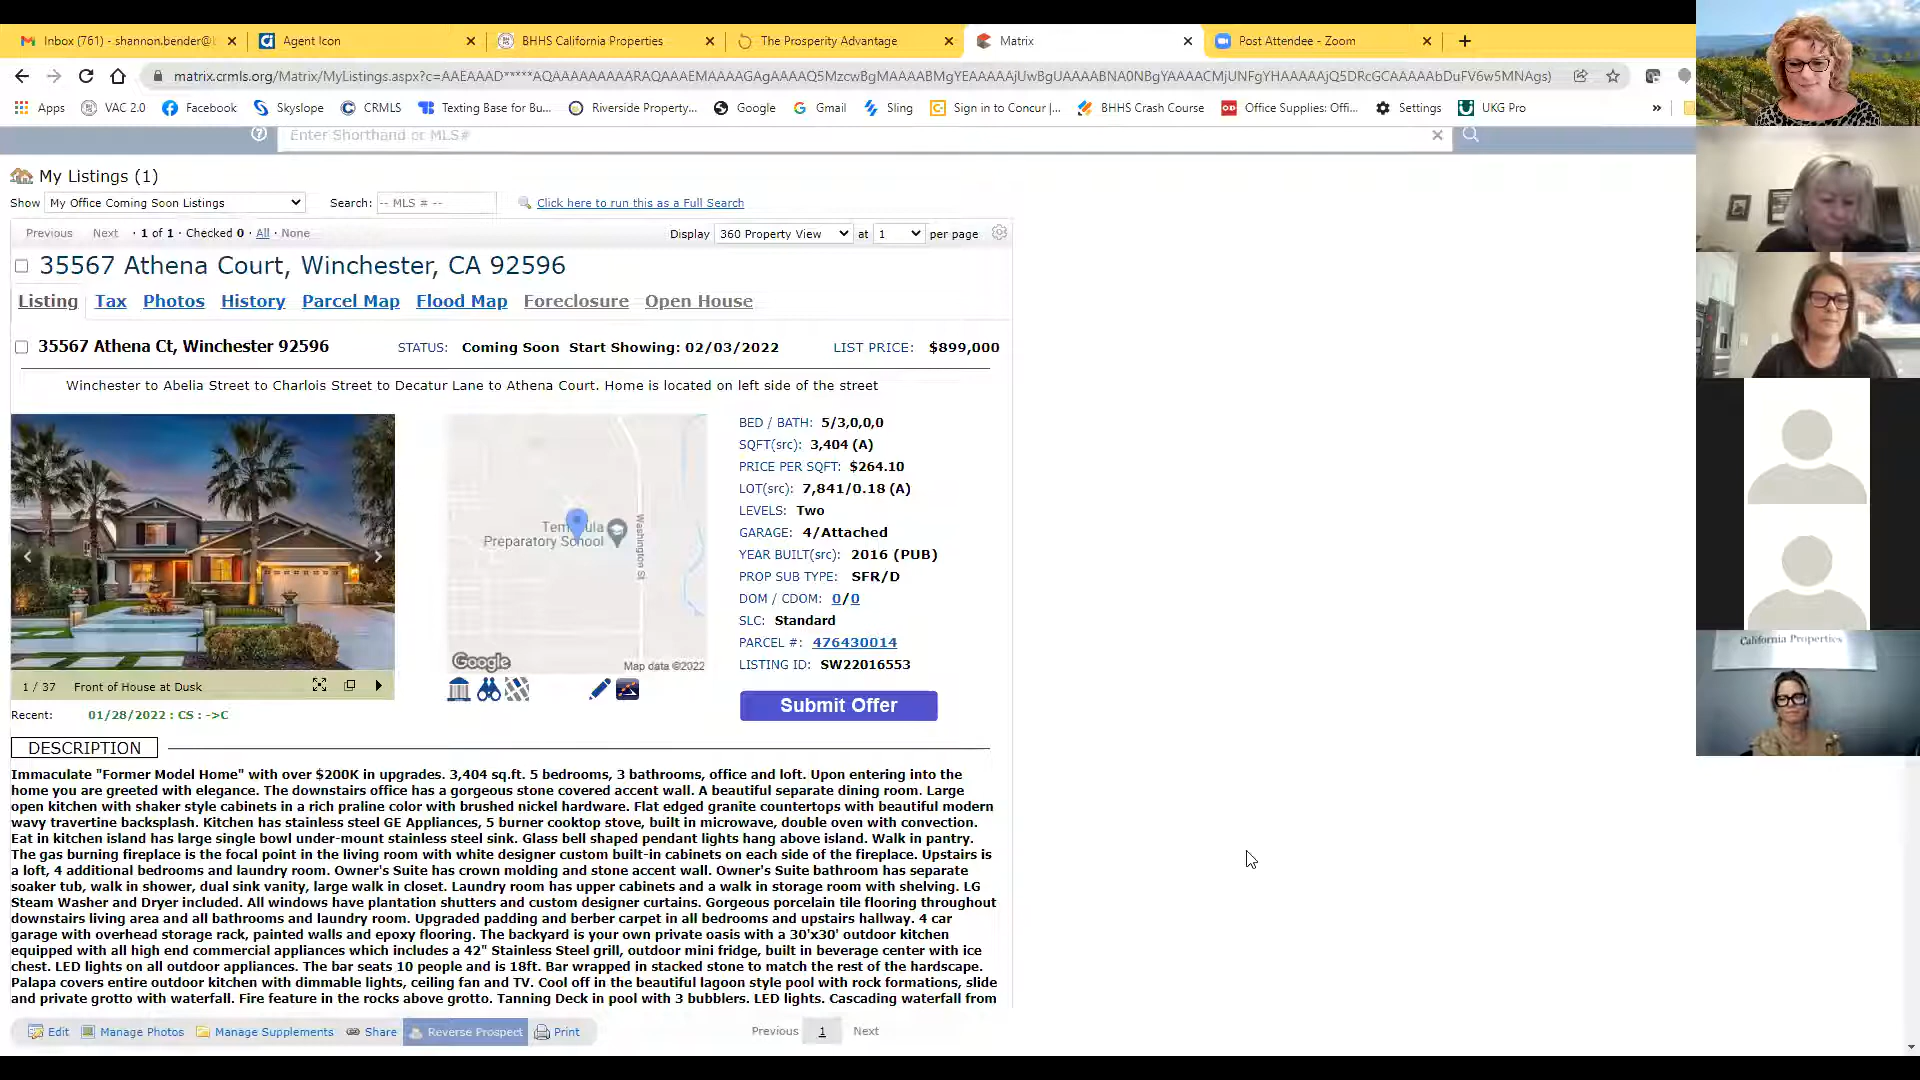 Inbox (761) - shannon.bender@
Agent Icon
BHHS California Properties
The Prosperity Advantage
Matrix
Post Attendee - Zoom
matrix.crmls.org/Matrix/MyListings.aspx?c=AAEAAAD*****AQAAAAAAAAARAQAAAEMAAAAGAgAAAAQ5MzcwBgMAAAABMgYEAAAAAjUwBgUAAAABNA0NBgYAAAACMjUNFgYHAAAAAjQ5DRcGCAAAAAbDuFV6w5MNAgs)
Apps
VAC 2.0
Facebook
Skyslope
CRMLS
Texting Base for Bu...
Riverside Property...
Google
Gmail
Sling
Sign in to Concur |...
BHHS Crash Course
Office Supplies: Offi...
Settings
UKG Pro
»
Enter Shorthand or MLS#
My Listings (1)
Show My Office Coming Soon Listings Search: -- MLS # -- Click here to run this as a Full Search
Previous Next · 1 of 1 · Checked 0 · All · None Display 360 Property View at 1 per page
35567 Athena Court, Winchester, CA 92596
Listing Tax Photos History Parcel Map Flood Map Foreclosure Open House
35567 Athena Ct, Winchester 92596 STATUS: Coming Soon Start Showing: 02/03/2022 LIST PRICE: $899,000
Winchester to Abelia Street to Charlois Street to Decatur Lane to Athena Court. Home is located on left side of the street
BED / BATH: 5/3,0,0,0
SQFT(src): 3,404 (A)
PRICE PER SQFT: $264.10
LOT(src): 7,841/0.18 (A)
LEVELS: Two
GARAGE: 4/Attached
YEAR BUILT(src): 2016 (PUB)
PROP SUB TYPE: SFR/D
DOM / CDOM: 0/0
SLC: Standard
PARCEL #: 476430014
LISTING ID: SW22016553
Preparatory School
Washington St
Google
Map data ©2022
1 / 37 Front of House at Dusk
Submit Offer
Recent: 01/28/2022 : CS : ->C
DESCRIPTION
Immaculate "Former Model Home" with over $200K in upgrades. 3,404 sq.ft. 5 bedrooms, 3 bathrooms, office and loft. Upon entering into the
home you are greeted with elegance. The downstairs office has a gorgeous stone covered accent wall. A beautiful separate dining room. Large
open kitchen with shaker style cabinets in a rich praline color with brushed nickel hardware. Flat edged granite countertops with beautiful modern
wavy travertine backsplash. Kitchen has stainless steel GE Appliances, 5 burner cooktop stove, built in microwave, double oven with convection.
Eat in kitchen island has large single bowl under-mount stainless steel sink. Glass bell shaped pendant lights hang above island. Walk in pantry.
The gas burning fireplace is the focal point in the living room with white designer custom built-in cabinets on each side of the fireplace. Upstairs is
a loft, 4 additional bedrooms and laundry room. Owner's Suite has crown molding and stone accent wall. Owner's Suite bathroom has separate
soaker tub, walk in shower, dual sink vanity, large walk in closet. Laundry room has upper cabinets and a walk in storage room with shelving. LG
Steam Washer and Dryer included. All windows have plantation shutters and custom designer curtains. Gorgeous porcelain tile flooring throughout
downstairs living area and all bathrooms and laundry room. Upgraded padding and berber carpet in all bedrooms and upstairs hallway. 4 car
garage with overhead storage rack, painted walls and epoxy flooring. The backyard is your own private oasis with a 30'x30' outdoor kitchen
equipped with all high end commercial appliances which includes a 42" Stainless Steel grill, outdoor mini fridge, built in beverage center with ice
chest. LED lights on all outdoor appliances. The bar seats 10 people and is 18ft. Bar wrapped in stacked stone to match the rest of the hardscape.
Palapa covers entire outdoor kitchen with dimmable lights, ceiling fan and TV. Cool off in the beautiful lagoon style pool with rock formations, slide
and private grotto with waterfall. Fire feature in the rocks above grotto. Tanning Deck in pool with 3 bubblers. LED lights. Cascading waterfall from
Edit Manage Photos Manage Supplements Share Reverse Prospect Print Previous 1 Next
California Properties